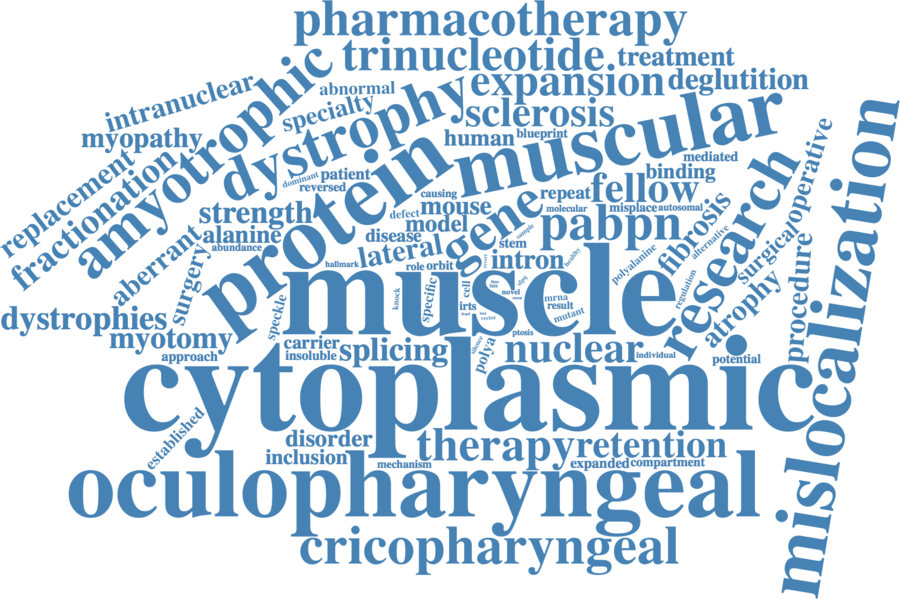 pharmacotherapy
trinucleotide
treatment
amyotrophic
expansion
deglutition
intranuclear
abnormal
specialty
dystrophy
sclerosis
muscular
myopathy
human
blueprint
protein
mediated
replacement
fractionation
dominant
patient
reversed
binding
research
operative
mislocalization
causing
repeat
fellow
strength
defect
mouse
gene
molecular
misplace
autosomal
fibrosis
surgical
alanine
abundance
model
sample
pabpn
alternative
aberrant
surgery
disease
lateral
stem
hallmark
role
orbit
intron
healthy
polyalanine
regulation
atrophy
procedure
muscle
knock
specific
cell
novel
mrna
result
mutant
irts
dystrophies
speckle
myotomy
approach
carrier
insoluble
splicing
silence
polya
ptosis
nuclear
individual
potential
cytoplasmic
established
disorder
inclusion
therapy
retention
mechanism
expanded
compartment
oculopharyngeal
cricopharyngeal